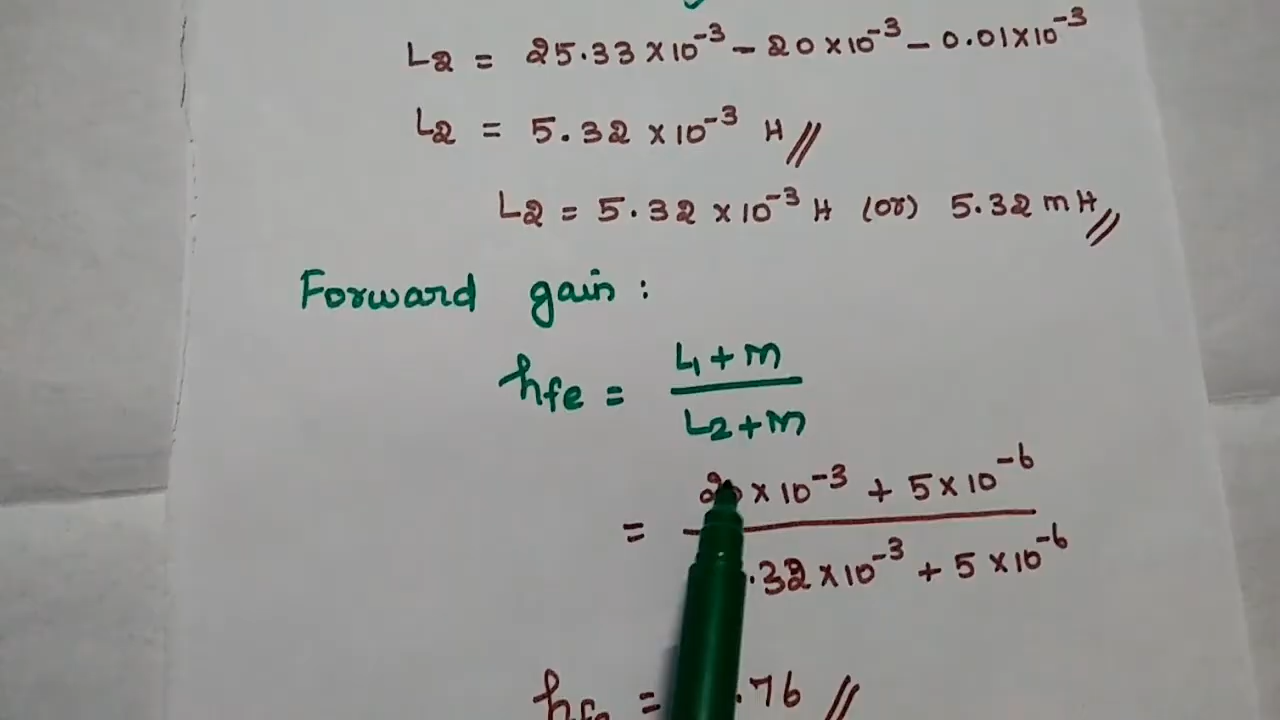 L2 = 25.33 × 10⁻³ – 20 × 10⁻³ – 0.01 × 10⁻³
L2 = 5.32 × 10⁻³ H //
L2 = 5.32 × 10⁻³ H (or) 5.32 mH //
Forward gain :
hfe = L1 + m
L2 + m
= × 10⁻³ + 5 × 10⁻⁶
.32 × 10⁻³ + 5 × 10⁻⁶
hfe = .76 //